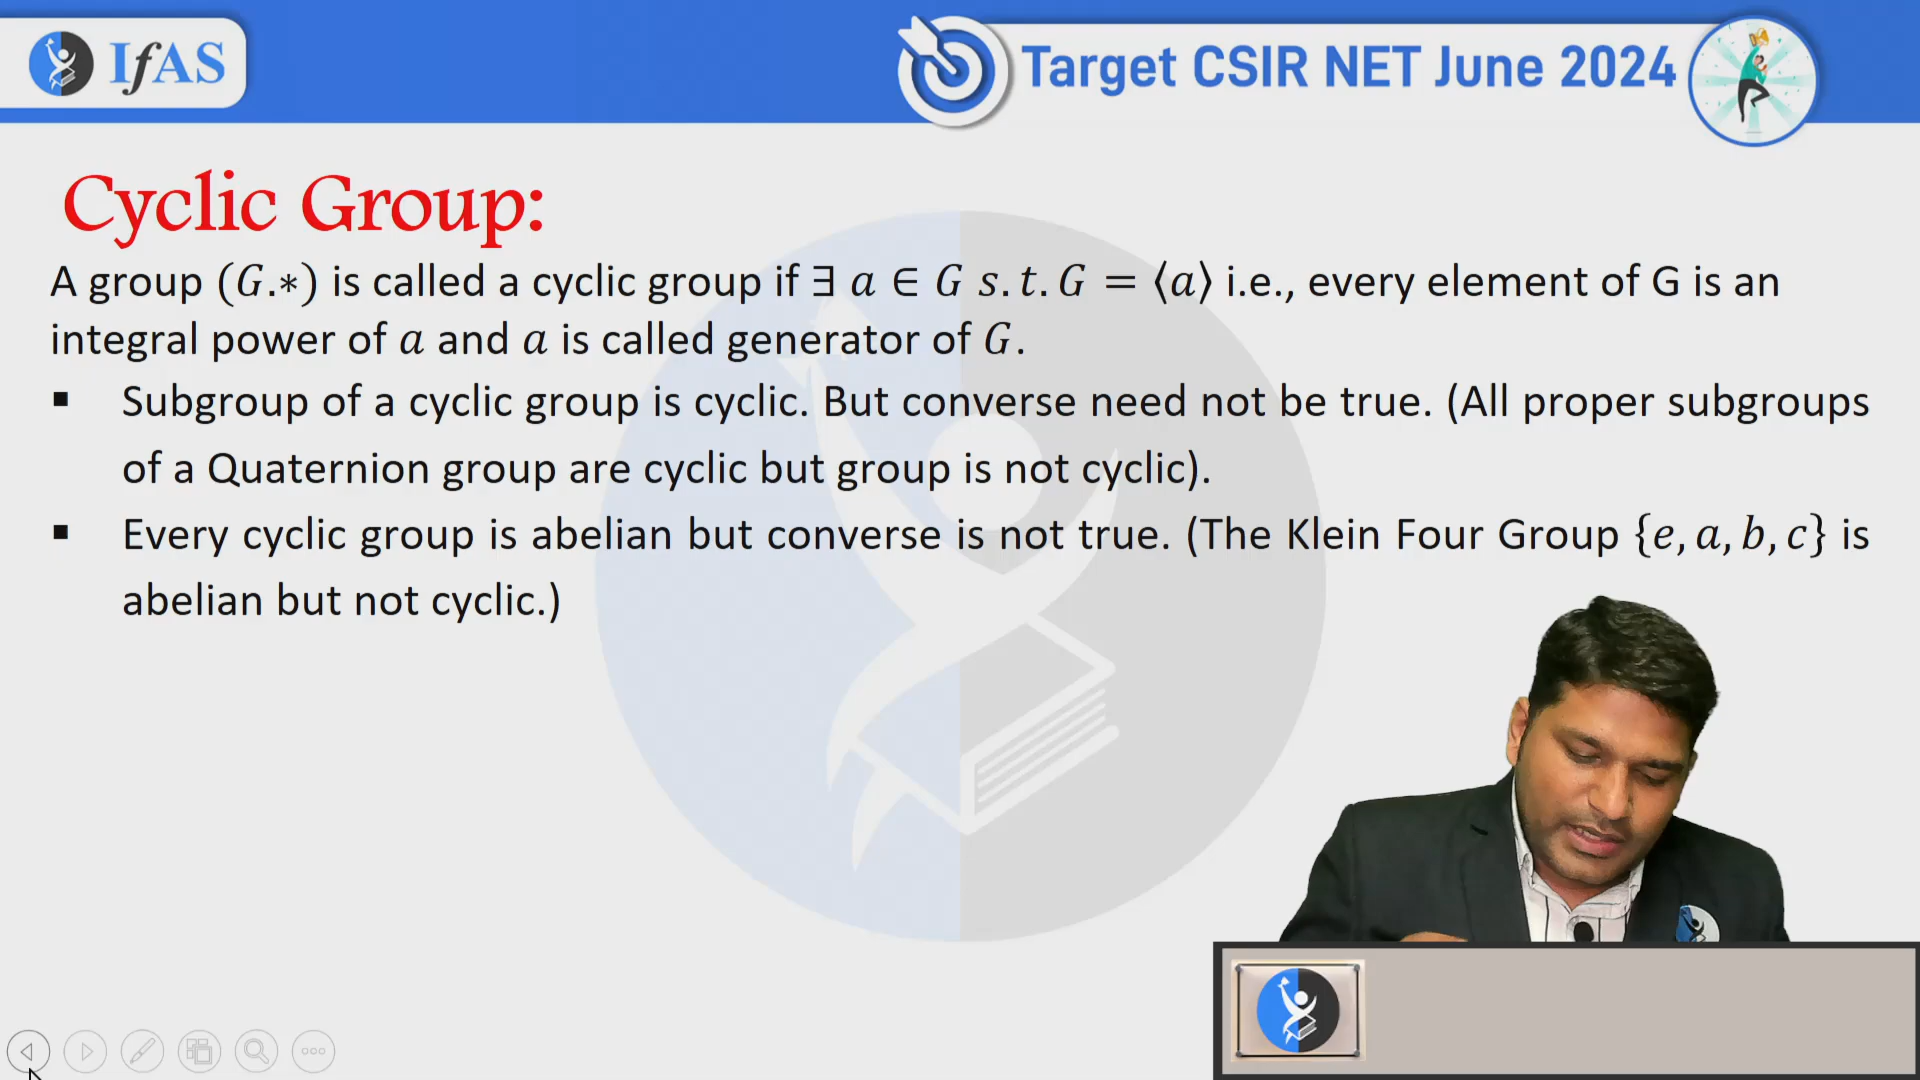 IfAS
Target CSIR NET June 2024
Cyclic Group:
A group (G.∗) is called a cyclic group if ∃ a ∈ G s.t. G = ⟨a⟩ i.e., every element of G is an
integral power of a and a is called generator of G.
▪ Subgroup of a cyclic group is cyclic. But converse need not be true. (All proper subgroups
of a Quaternion group are cyclic but group is not cyclic).
▪ Every cyclic group is abelian but converse is not true. (The Klein Four Group {e, a, b, c} is
abelian but not cyclic.)